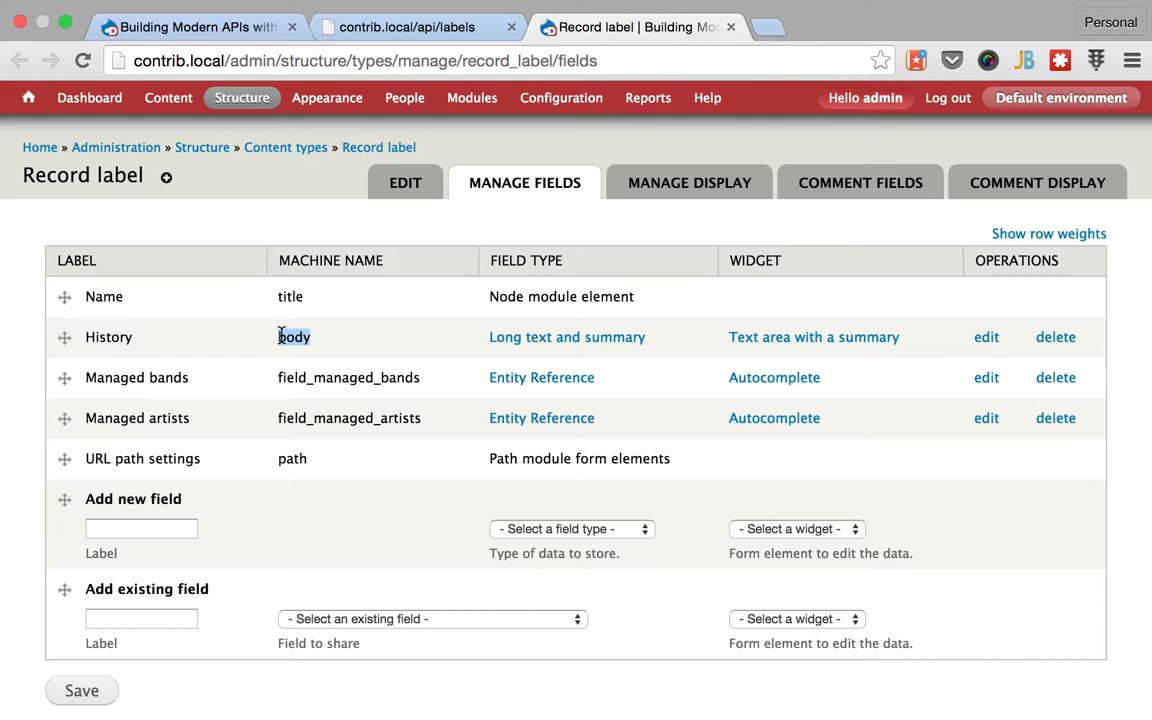 Building Modern APIs with
contrib.local/api/labels
Record label | Building Mo
Personal
contrib.local/admin/structure/types/manage/record_label/fields
JB
Dashboard Content Structure Appearance People Modules Configuration Reports Help Hello admin Log out Default environment
Home » Administration » Structure » Content types » Record label
Record label
EDIT MANAGE FIELDS MANAGE DISPLAY COMMENT FIELDS COMMENT DISPLAY
Show row weights
LABEL MACHINE NAME FIELD TYPE WIDGET OPERATIONS
Name title Node module element
History body Long text and summary Text area with a summary edit delete
Managed bands field_managed_bands Entity Reference Autocomplete edit delete
Managed artists field_managed_artists Entity Reference Autocomplete edit delete
URL path settings path Path module form elements
Add new field
- Select a field type - - Select a widget -
Label Type of data to store. Form element to edit the data.
Add existing field
- Select an existing field - - Select a widget -
Label Field to share Form element to edit the data.
Save